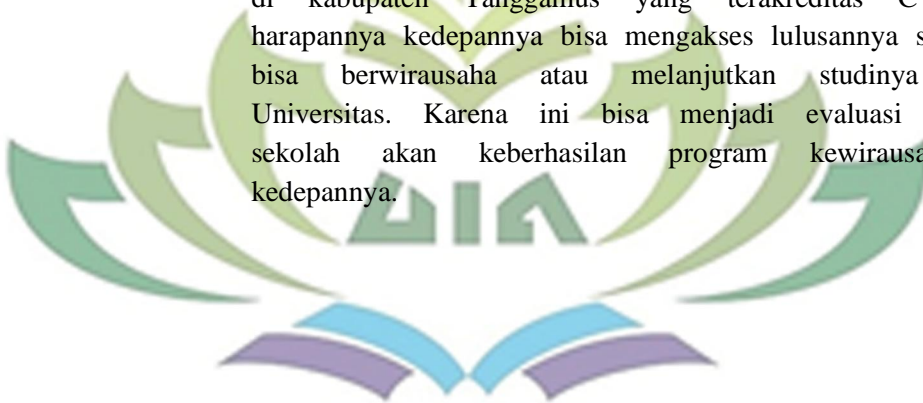 di kabupaten Tanggamus yang terakreditas C
harapannya kedepannya bisa mengakses lulusannya
bisa berwirausaha atau melanjutkan studinya
Universitas. Karena ini bisa menjadi evaluasi
sekolah akan keberhasilan program
kedepannya.
UIN